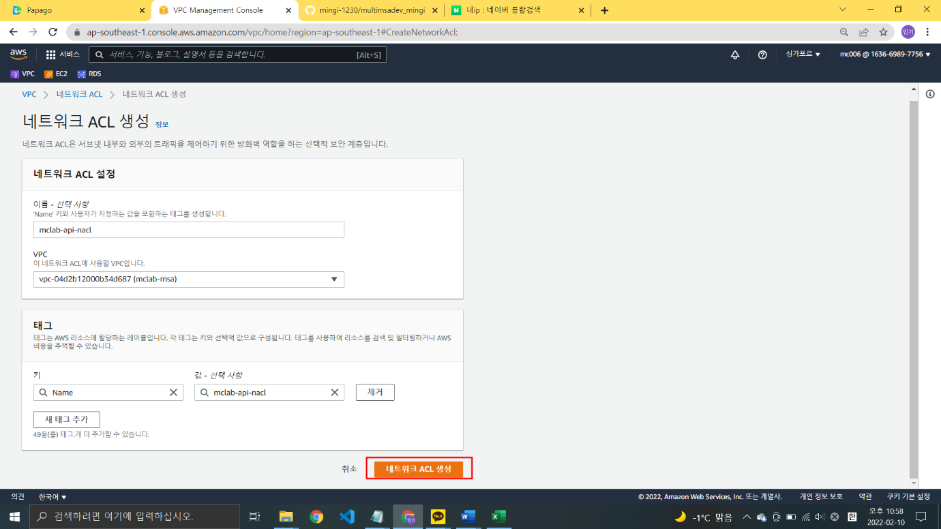 Papago
VPC Management Console
mingi-1230/multimsadev_mingi
내ip : 네이버 통합검색
ap-southeast-1.console.aws.amazon.com/vpc/home?region=ap-southeast-1#CreateNetworkAcl:
민기
aws
서비스
서비스, 기능, 블로그, 설명서 등을 검색합니다.
[Alt+S]
싱가포르
mc006 @ 1636-6989-7756
VPC
EC2
RDS
VPC > 네트워크 ACL > 네트워크 ACL 생성
네트워크 ACL 생성 정보
네트워크 ACL은 서브넷 내부와 외부의 트래픽을 제어하기 위한 방화벽 역할을 하는 선택적 보안 계층입니다.
네트워크 ACL 설정
이름 - 선택 사항
'Name' 키와 사용자가 지정하는 값을 포함하는 태그를 생성합니다.
mclab-api-nacl
VPC
이 네트워크 ACL에 사용할 VPC입니다.
vpc-04d2b12000b34d687 (mclab-msa)
태그
태그는 AWS 리소스에 할당하는 레이블입니다. 각 태그는 키와 선택적 값으로 구성됩니다. 태그를 사용하여 리소스를 검색 및 필터링하거나 AWS
비용을 추적할 수 있습니다.
키
값 - 선택 사항
Name
mclab-api-nacl
제거
새 태그 추가
49을(를) 태그.개 더 추가할 수 있습니다.
취소
네트워크 ACL 생성
의견
한국어
© 2022, Amazon Web Services, Inc. 또는 계열사.
개인 정보 보호
약관
쿠키 기본 설정
검색하려면 여기에 입력하십시오.
-1°C 맑음
오후 10:58
2022-02-10